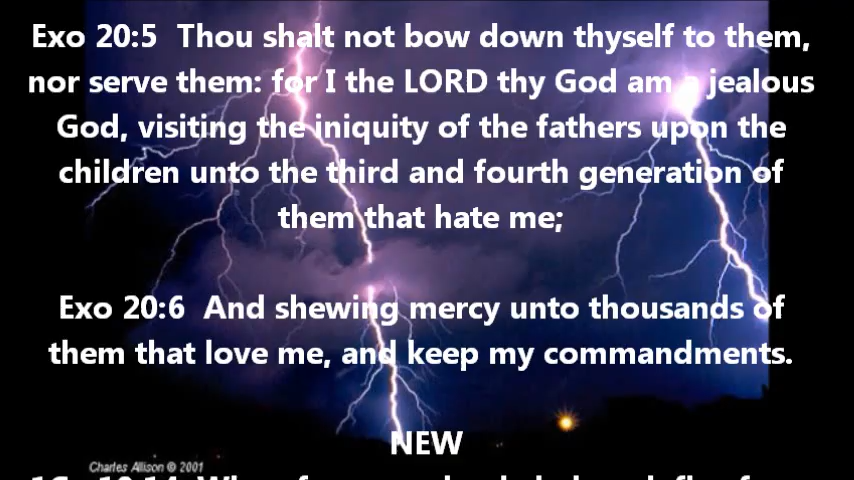 Exo 20:5 Thou shalt not bow down thyself to them,
nor serve them: for I the LORD thy God am a jealous
God, visiting the iniquity of the fathers upon the
children unto the third and fourth generation of
them that hate me;
Exo 20:6 And shewing mercy unto thousands of
them that love me, and keep my commandments.
NEW
Charles Allison © 2001